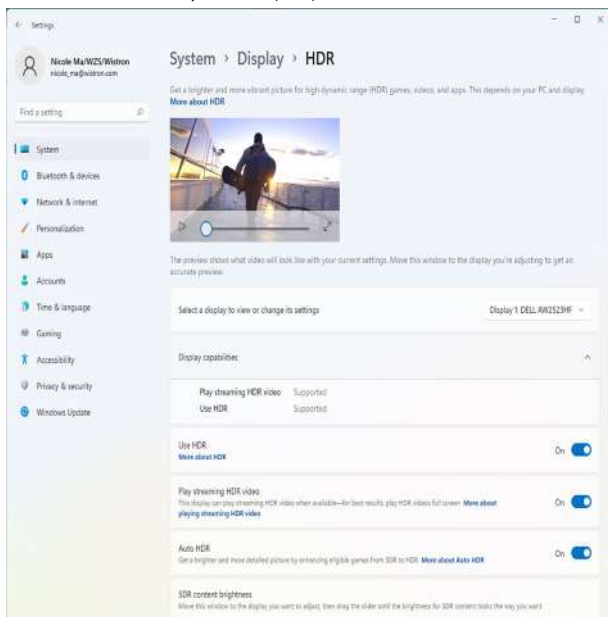 Settings
Nicole Ma/WZS/Wistron
nicole_ma@wistron.com
Find a setting
System
Bluetooth & devices
Network & internet
Personalization
Apps
Accounts
Time & language
Gaming
Accessibility
Privacy & security
Windows Update
System > Display > HDR
Get a brighter and more vibrant picture for high dynamic range (HDR) games, videos, and apps. This depends on your PC and display.
More about HDR
The preview shows what video will look like with your current settings. Move this window to the display you're adjusting to get an
accurate preview.
Select a display to view or change its settings
Display 1: DELL AW2523HF
Display capabilities
Play streaming HDR video Supported
Use HDR Supported
Use HDR
More about HDR
On
Play streaming HDR video
This display can play streaming HDR video when available—for best results, play HDR videos full screen More about
playing streaming HDR video
On
Auto HDR
Get a brighter and more detailed picture by enhancing eligible games from SDR to HDR More about Auto HDR
On
SDR content brightness
Move this window to the display you want to adjust, then drag the slider until the brightness for SDR content looks the way you want